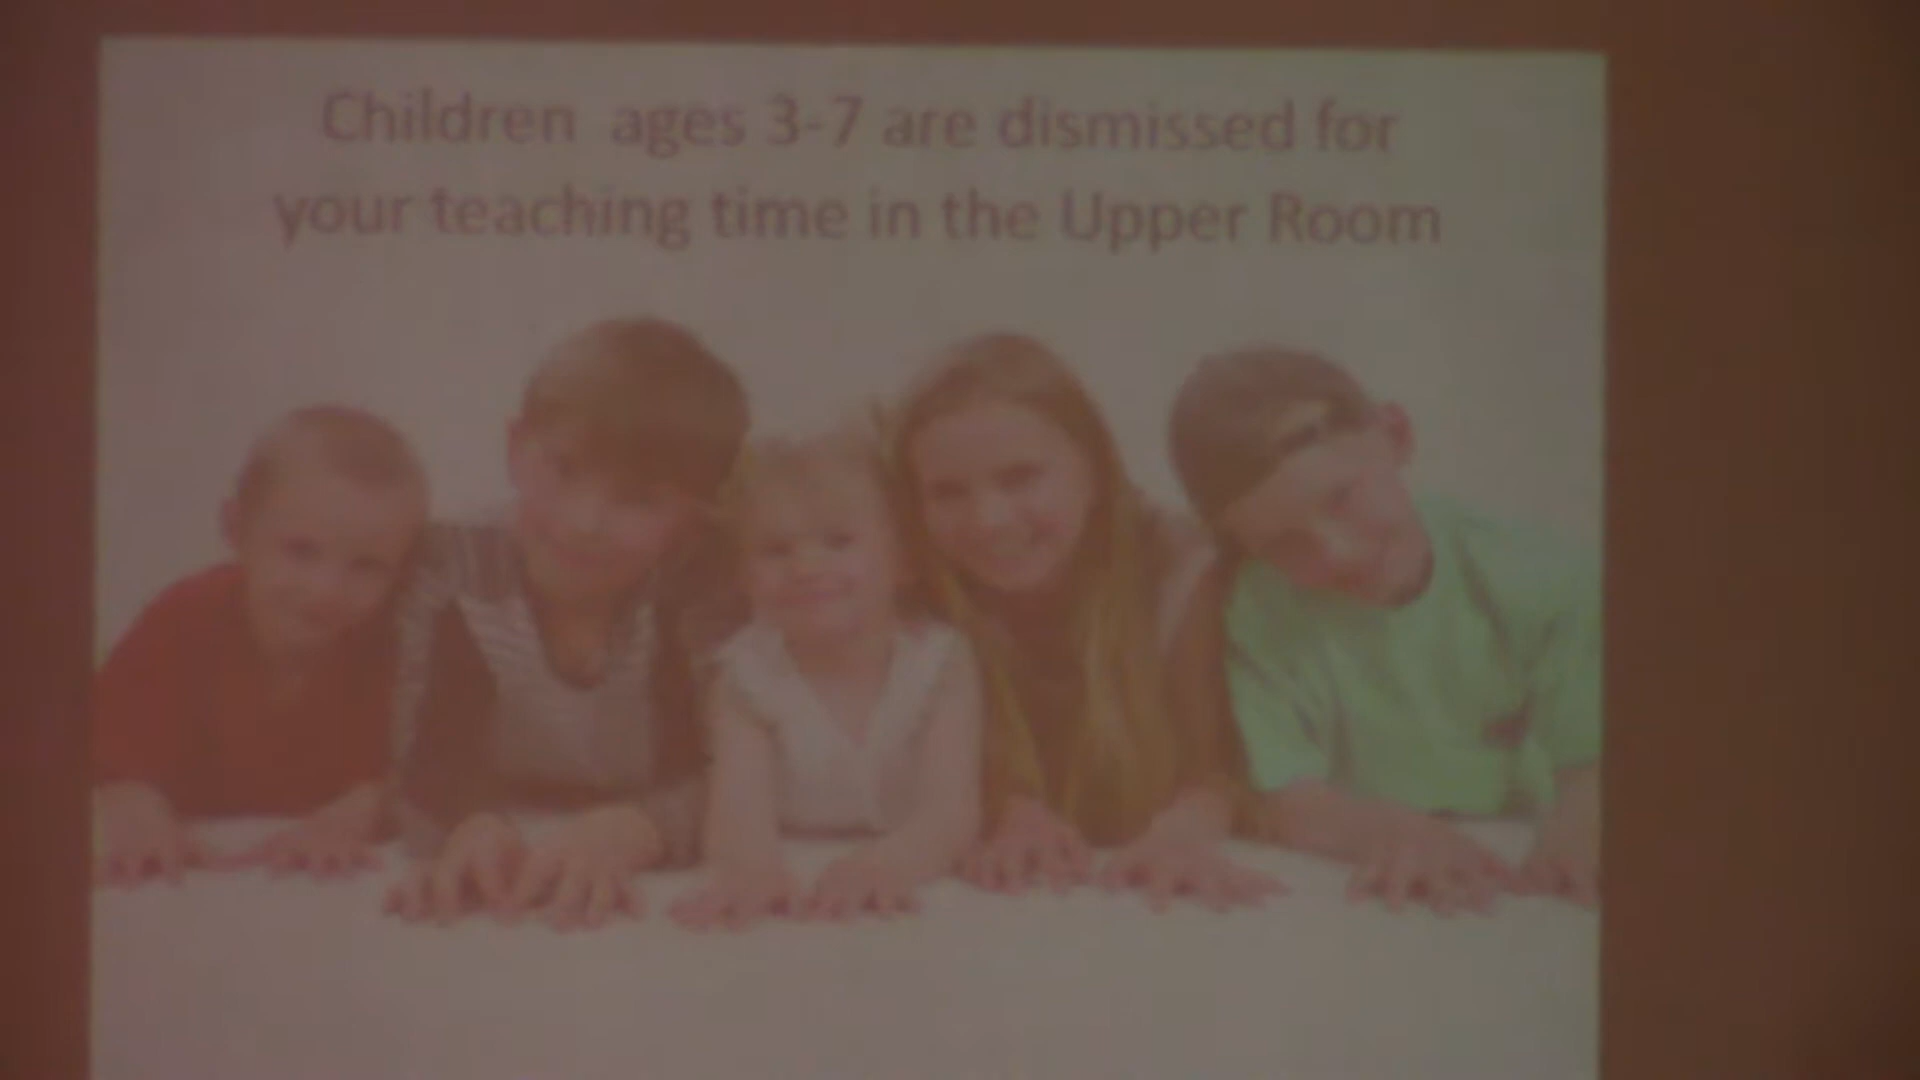 Children ages 3-7 are dismissed for
your teaching time in the Upper Room